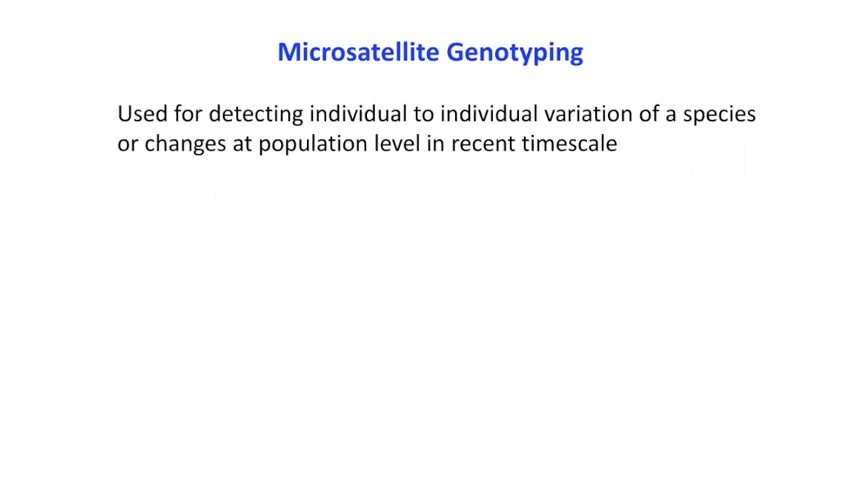 Microsatellite Genotyping
Used for detecting individual to individual variation of a species
or changes at population level in recent timescale